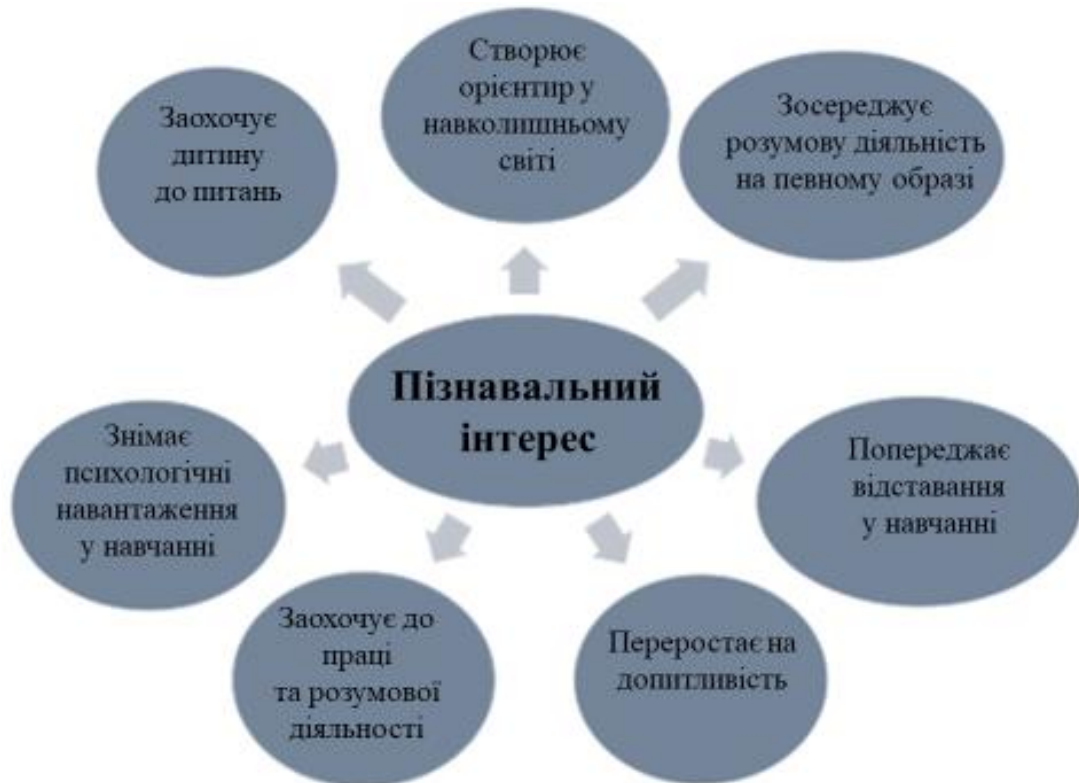 Створює
орієнтир у
навколишньому
світі
Заохочує
дитину
до питань
Зосереджує
розумову діяльність
на певному образі
Пізнавальний
інтерес
Знімає
психологічні
навантаження
у навчанні
Попереджає
відставання
у навчанні
Заохочує до
праці
та розумової
діяльності
Переростає на
допитливість